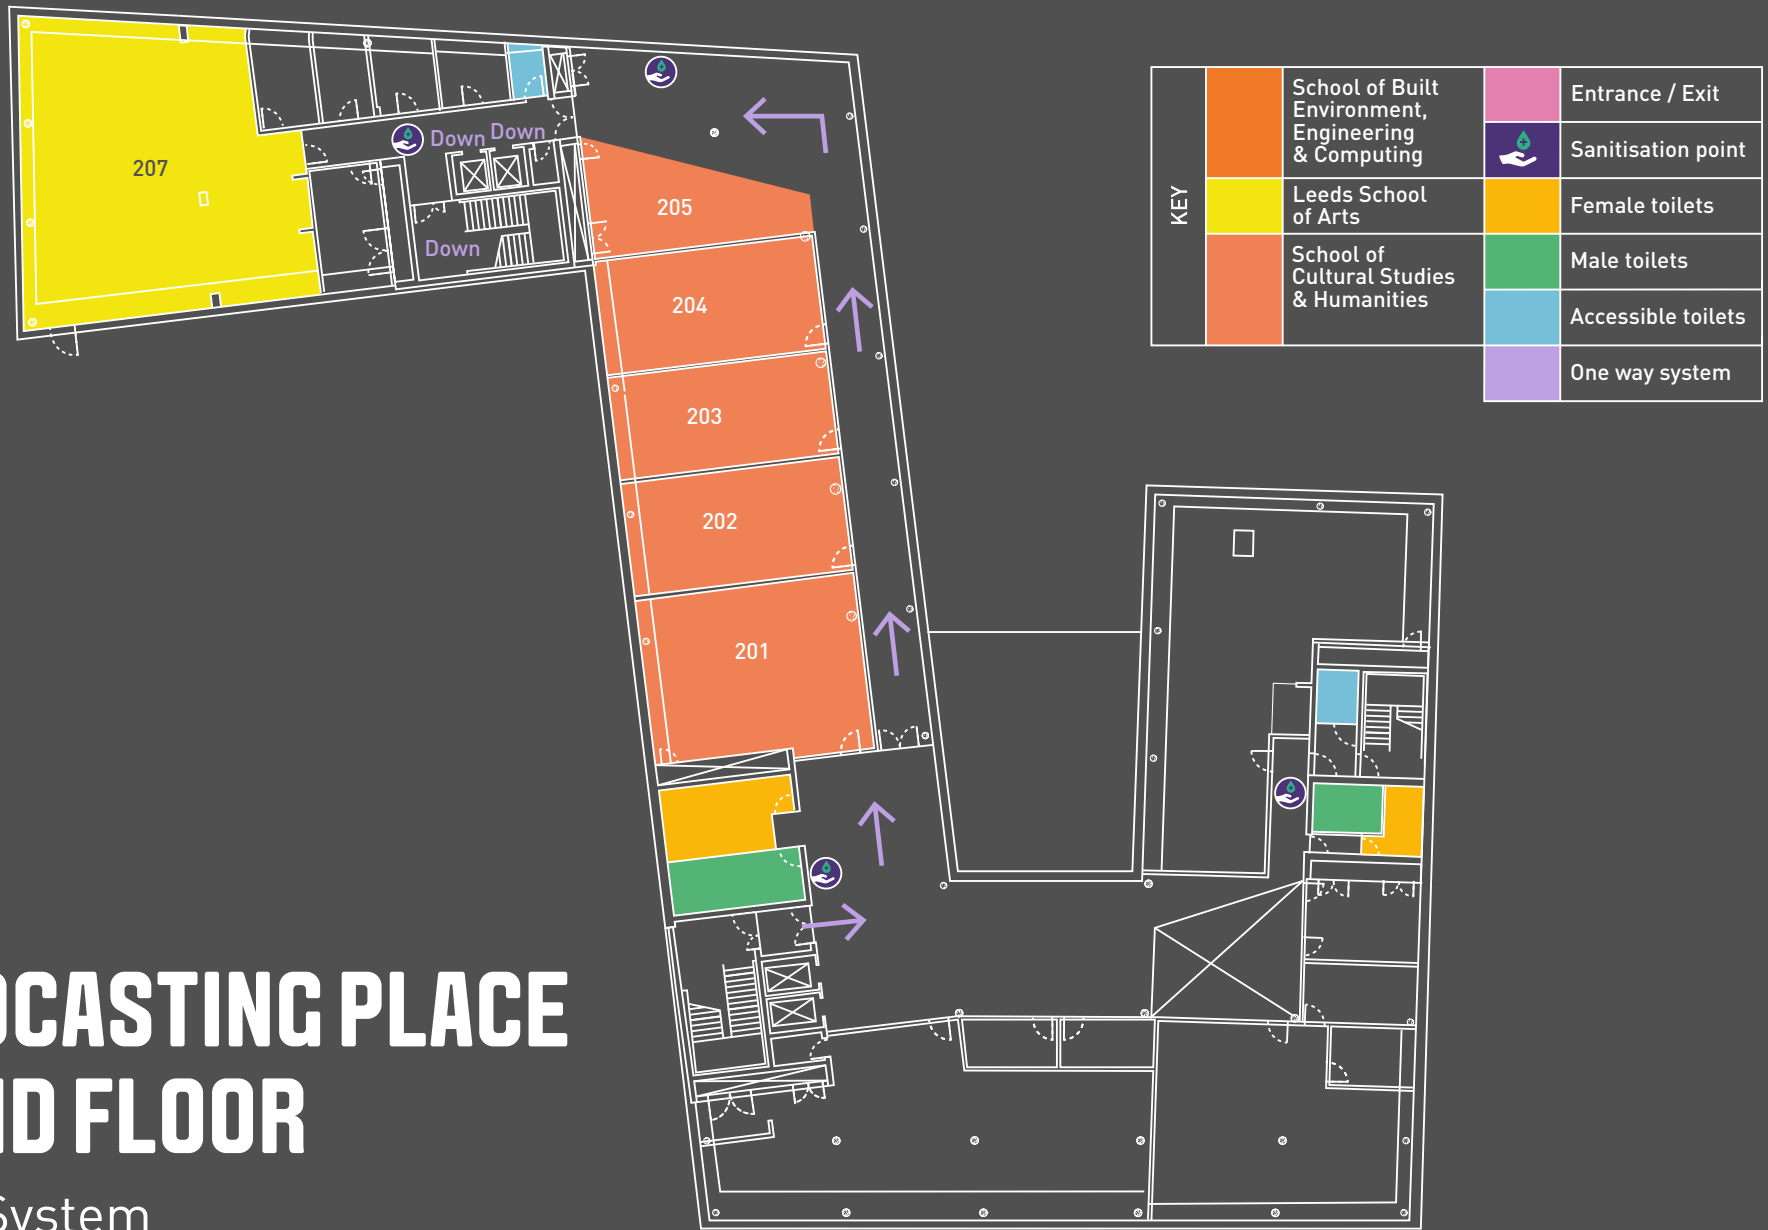 207
Down Down
Down
205
204
203
202
201
KEY
School of Built
Environment,
Engineering
& Computing
Leeds School
of Arts
School of
Cultural Studies
& Humanities
Entrance / Exit
Sanitisation point
Female toilets
Male toilets
Accessible toilets
One way system
CASTING PLACE
D FLOOR
System